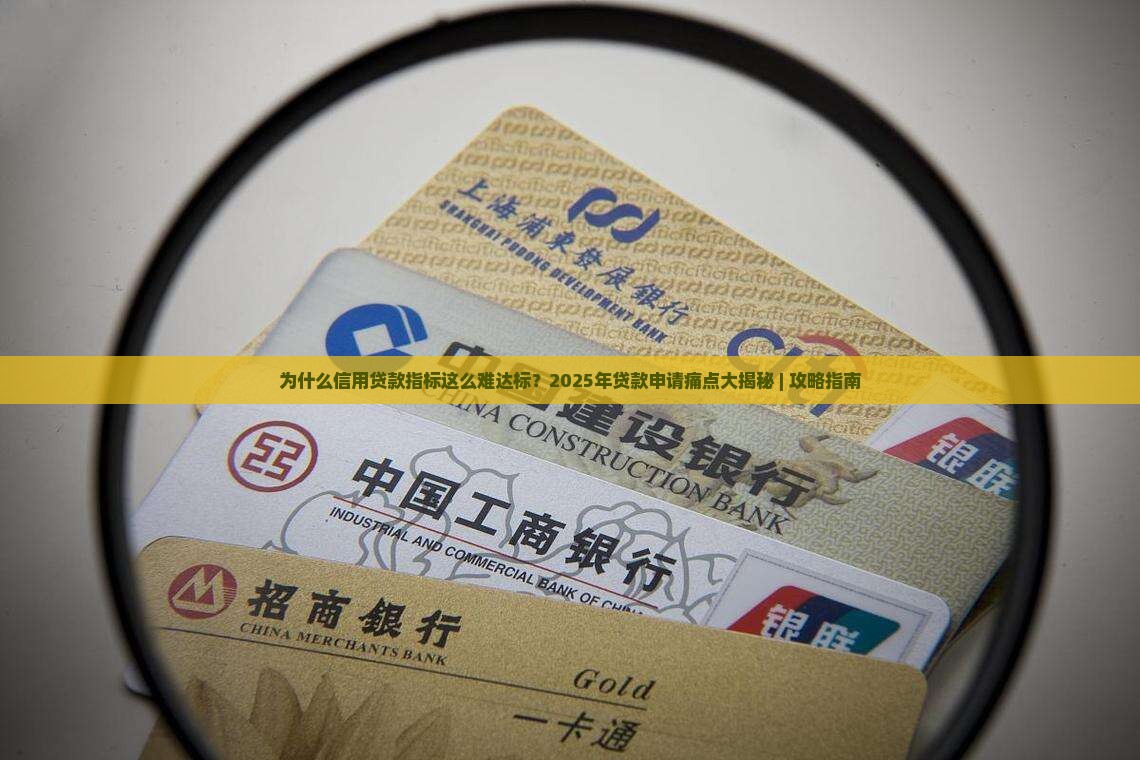 上海浦東發展銀行
SHANGHAI PUDONG DEVELOPMENT BANK
citi
银联
为什么信用贷款指标这么难达标？2025年贷款申请痛点大揭秘 | 攻略指南
中国建设银行
CHINA CONSTRUCTION BANK
中国工商银行
INDUSTRIAL AND COMMERCIAL BANK OF CHINA
银联
招商銀行
CHINA MERCHANTS BANK
Gold
一卡通